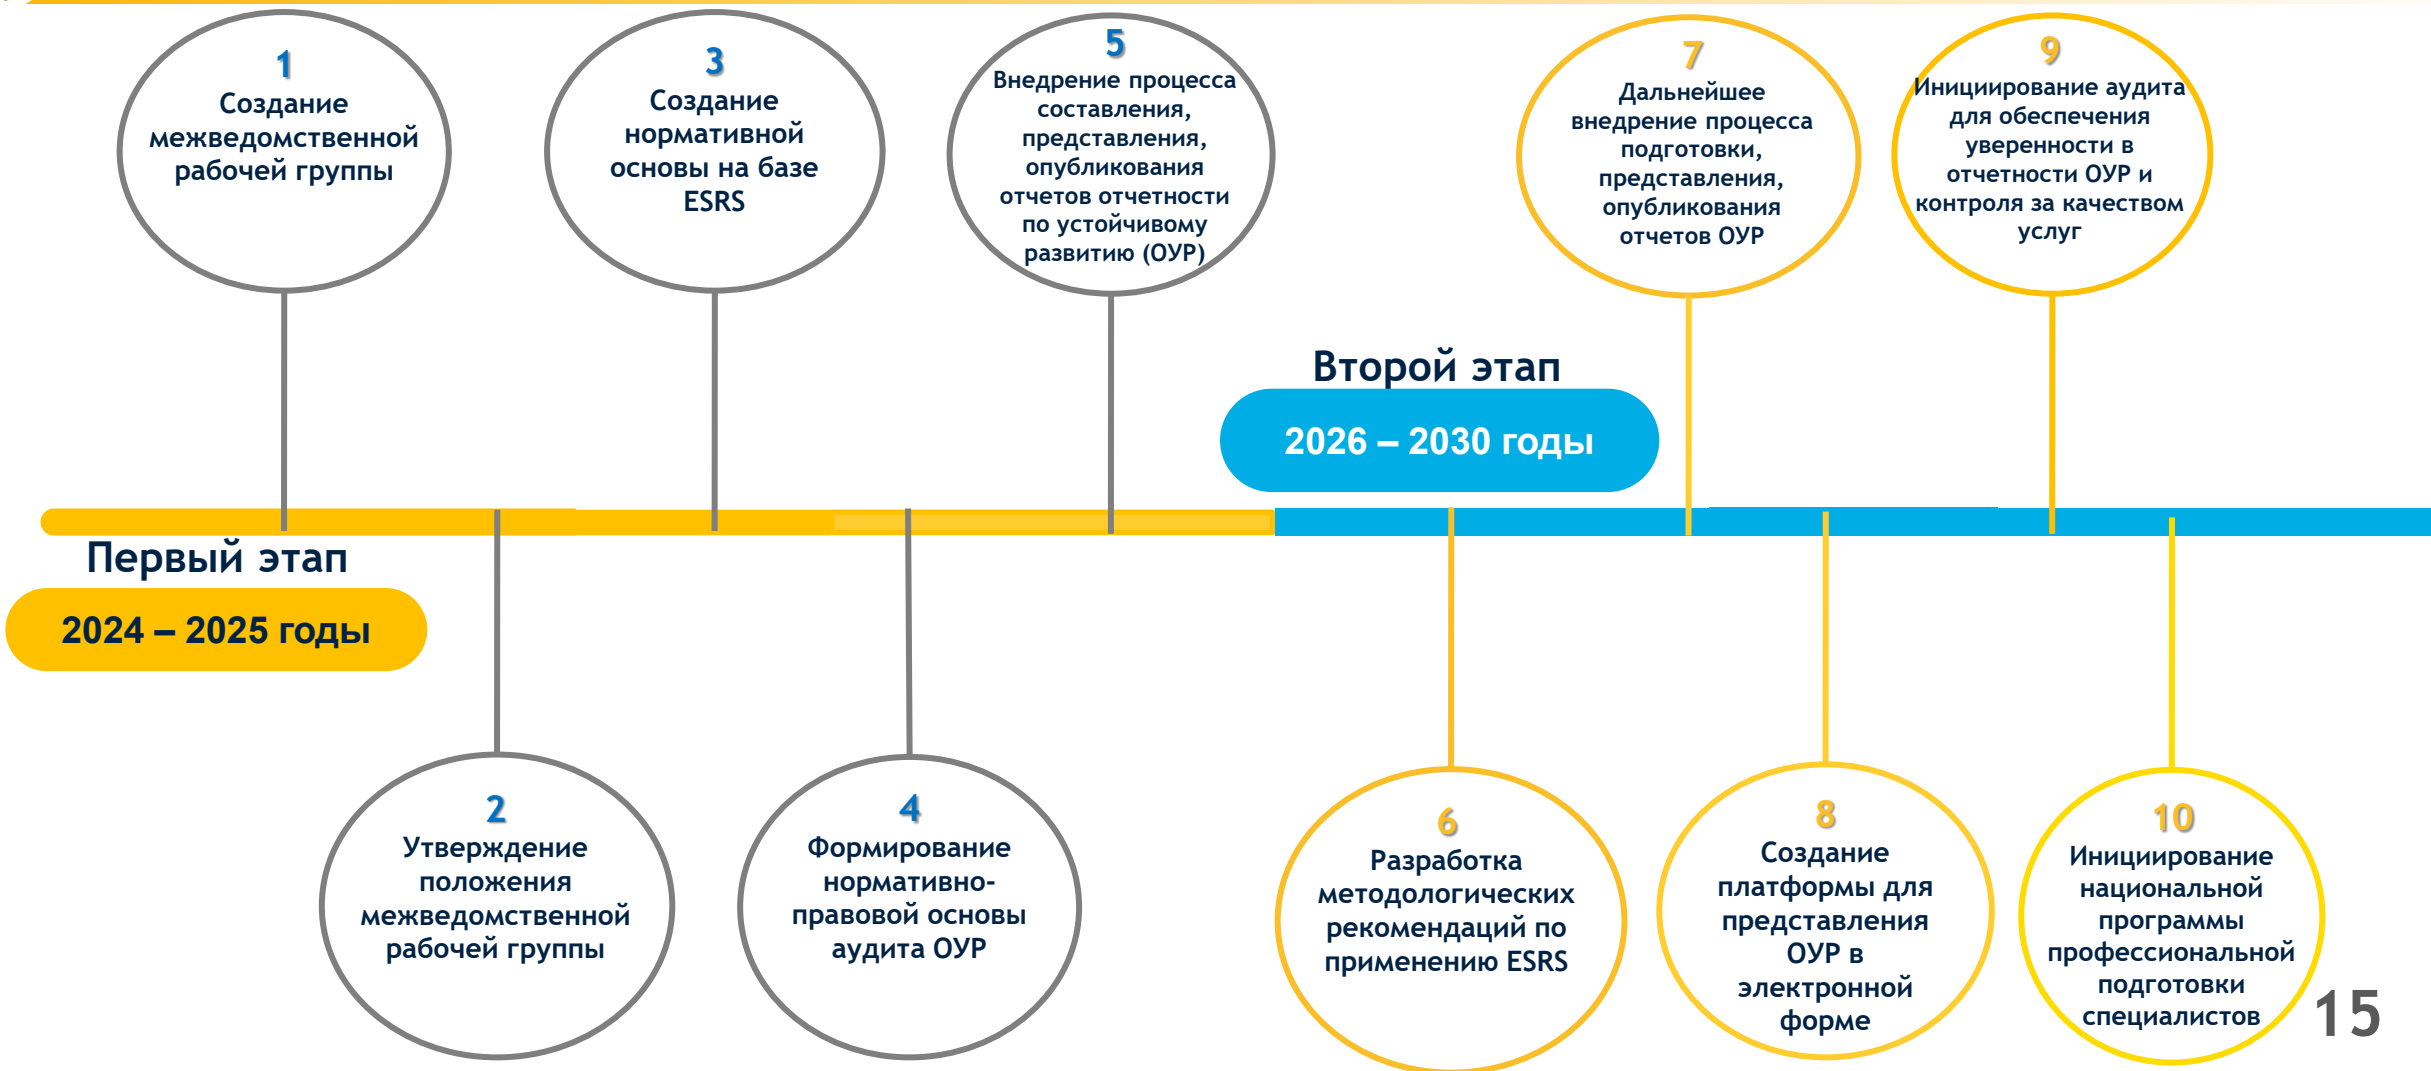 1
Создание
межведомственной
рабочей группы
3
Создание
нормативной
основы на базе
ESRS
5
Внедрение процесса
составления,
представления,
опубликования
отчетов отчетности
по устойчивому
развитию (ОУР)
7
Дальнейшее
внедрение процесса
подготовки,
представления,
опубликования
отчетов ОУР
9
Инициирование аудита
для обеспечения
уверенности в
отчетности ОУР и
контроля за качеством
услуг
Второй этап
2026 – 2030 годы
Первый этап
2024 – 2025 годы
2
Утверждение
положения
межведомственной
рабочей группы
4
Формирование
нормативно-
правовой основы
аудита ОУР
6
Разработка
методологических
рекомендаций по
применению ESRS
8
Создание
платформы для
представления
ОУР в
электронной
форме
10
Инициирование
национальной
программы
профессиональной
подготовки
специалистов
15